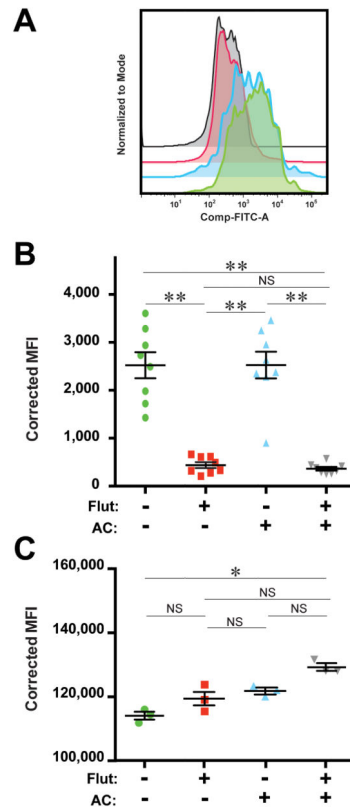 A
Normalized to Mode
10¹ 10² 10³ 10⁴ 10⁵
Comp-FITC-A
B
**
NS
** ** **
4,000
3,000
2,000
1,000
0
Corrected MFI
Flut: - + - +
AC: - - + +
C
*
NS
NS NS
NS
160,000
140,000
120,000
100,000
Corrected MFI
Flut: - + - +
AC: - - + +